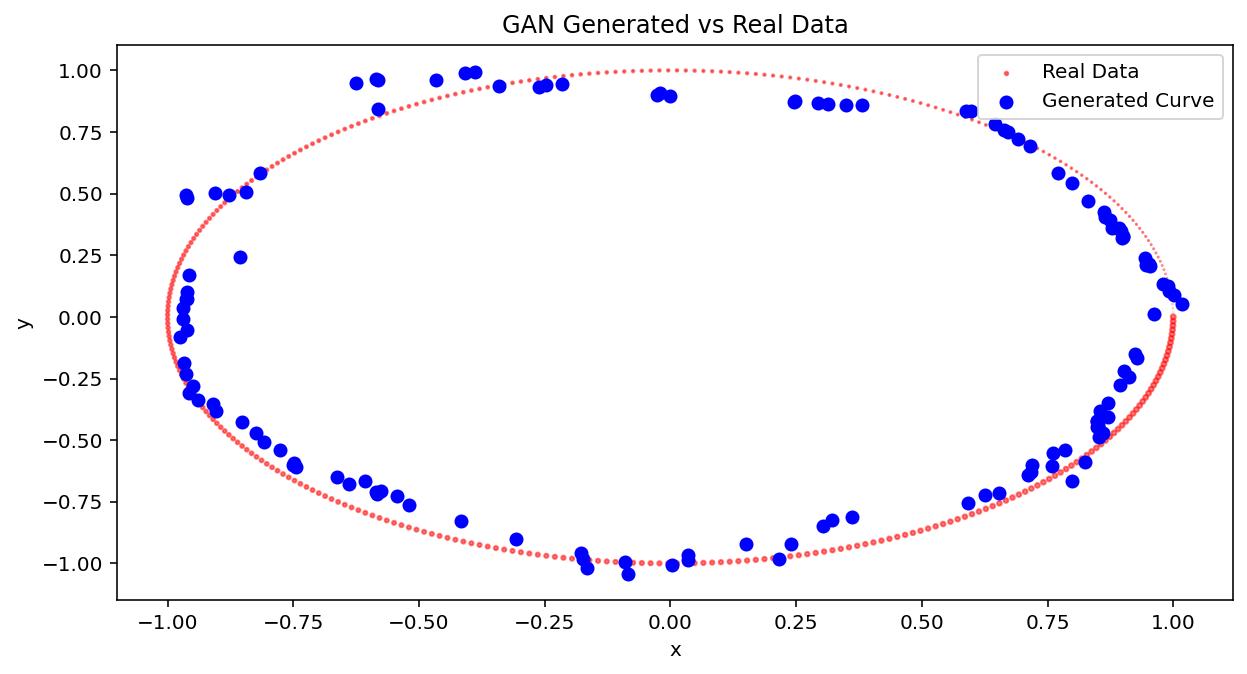 GAN Generated vs Real Data
Real Data
Generated Curve
1.00
0.75
0.50
0.25
0.00
−0.25
−0.50
−0.75
−1.00
y
−1.00 −0.75 −0.50 −0.25 0.00 0.25 0.50 0.75 1.00
x